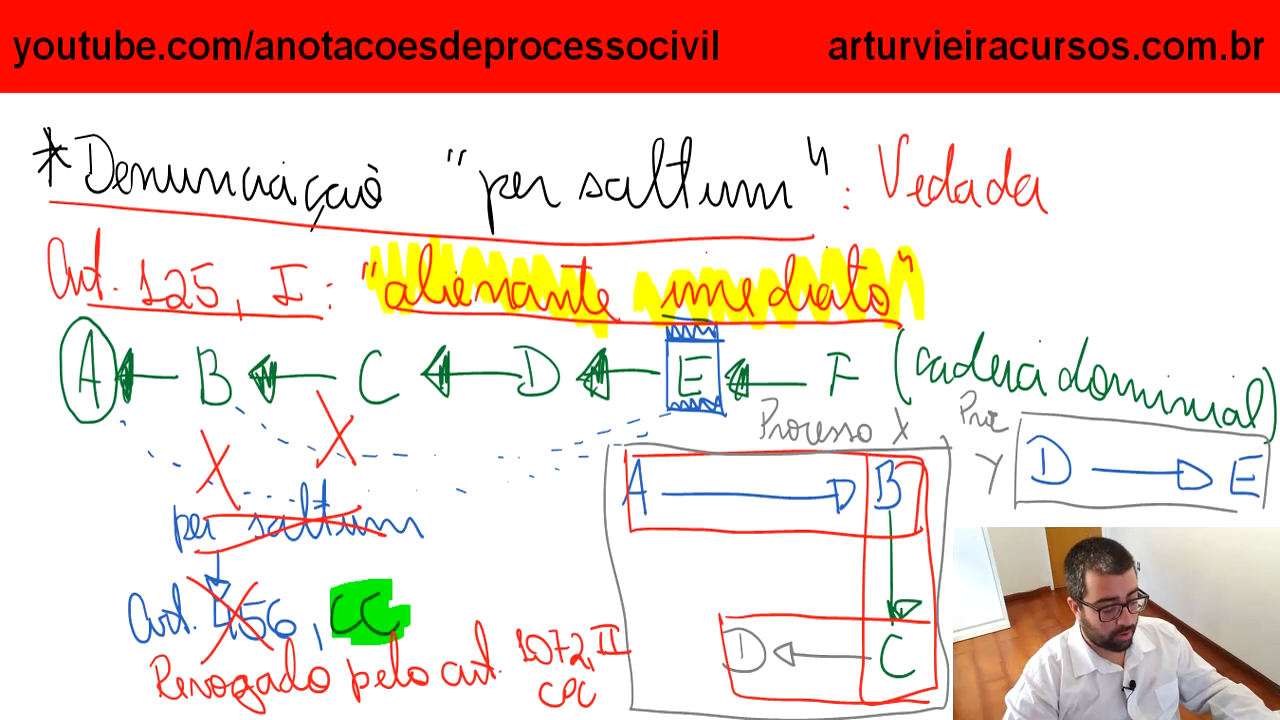 youtube.com/anotacoesdeprocessocivil arturvieiracursos.com.br
* Denunciação "per saltum": Vedada
Art. 125, I: "alienante imediato"
A B C D E F (cadeia dominial)
Processo X
Proc Y
A D B
D D E
per saltum
Art. 456, CC
D C
Revogado pelo art. 1072, II
CPC